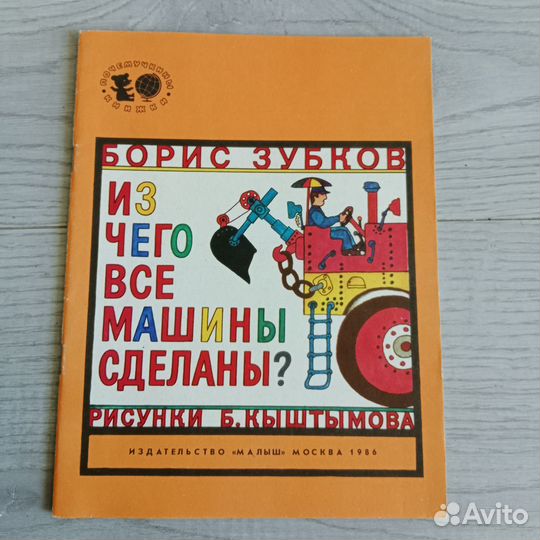 • ПОЧЕМУЧКИНЫ •
КНИЖКИ
БОРИС ЗУБКОВ
ИЗ
ЧЕГО
ВСЕ
МАШИНЫ
СДЕЛАНЫ?
РИСУНКИ Б. КЫШТЫМОВА
ИЗДАТЕЛЬСТВО «МАЛЫШ» МОСКВА 1986
Avito